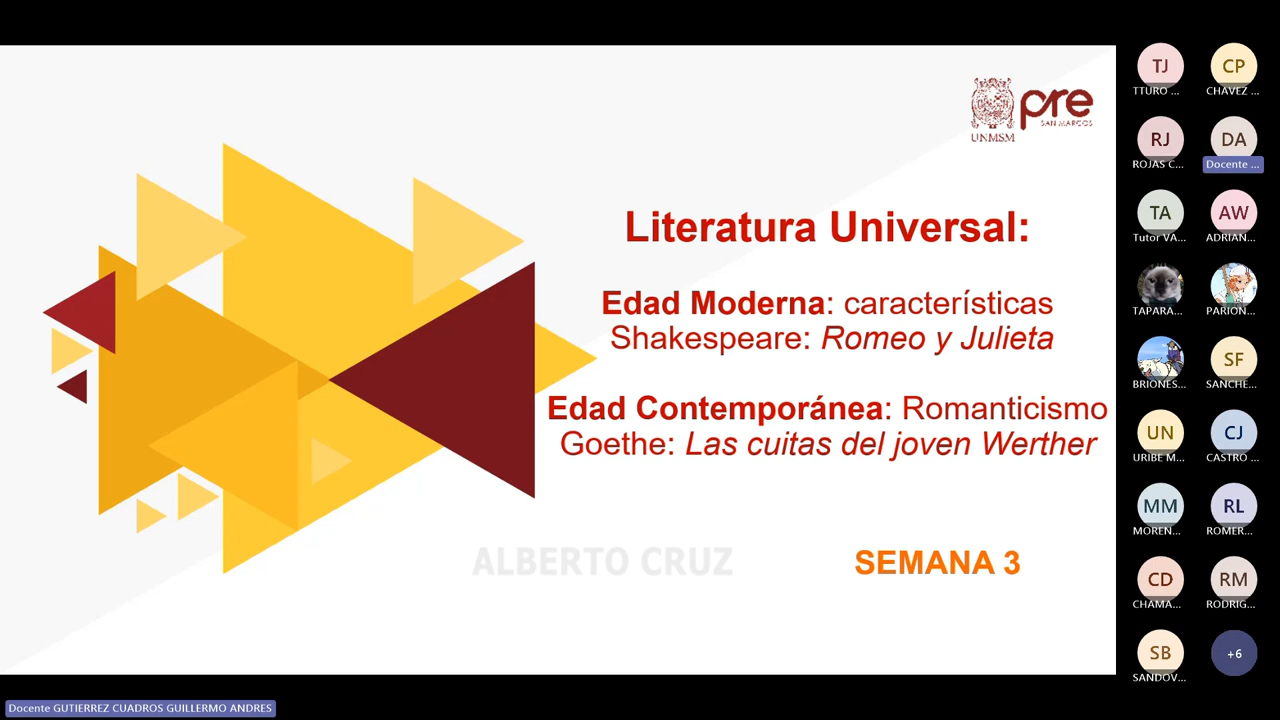 UNMSM
pre
SAN MARCOS
Literatura Universal:
Edad Moderna: características
Shakespeare: Romeo y Julieta
Edad Contemporánea: Romanticismo
Goethe: Las cuitas del joven Werther
ALBERTO CRUZ
SEMANA 3
TJ
TTURO ...
CP
CHAVEZ ...
RJ
ROJAS C...
DA
Docente ...
TA
Tutor VA...
AW
ADRIAN...
TAPARA...
PARION...
BRIONES...
SF
SANCHE...
UN
URIBE M...
CJ
CASTRO ...
MM
MOREN...
RL
ROMER...
CD
CHAMA...
RM
RODRIG...
SB
SANDOV...
+6
Docente GUTIERREZ CUADROS GUILLERMO ANDRES